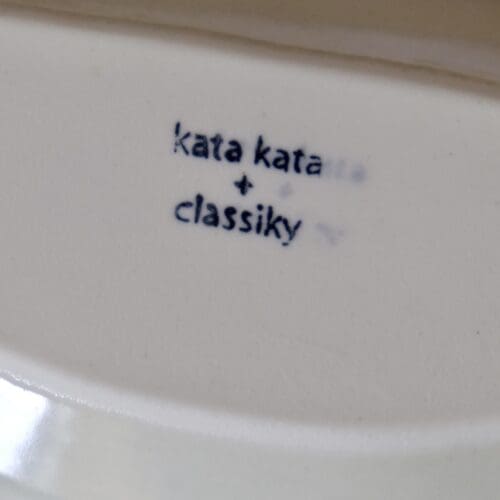 kata kata
+
classiky